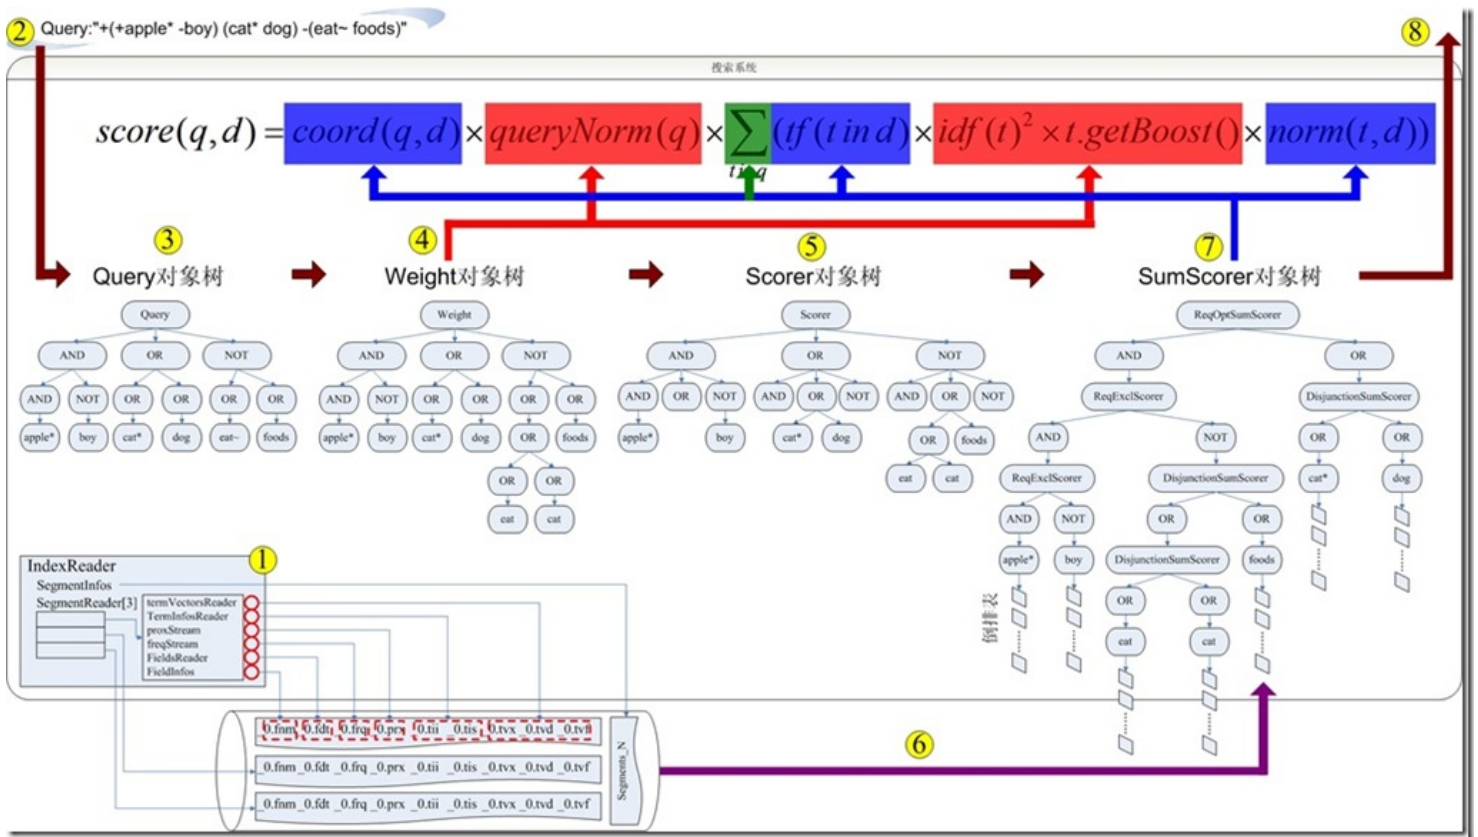 ② Query:"+(+apple* -boy) (cat* dog) -(eat~ foods)"
⑧
搜索系统
score(q,d) = coord(q,d) × queryNorm(q) × ∑ (tf(t in d) × idf(t)² × t.getBoost() × norm(t,d))
t in q
③ ④ ⑤ ⑦
Query对象树 Weight对象树 Scorer对象树 SumScorer对象树
Query Weight Scorer ReqOptSumScorer
AND OR NOT AND OR NOT AND OR NOT AND OR
AND NOT OR OR OR OR AND NOT OR OR OR OR AND OR NOT AND OR NOT AND OR NOT ReqExclScorer DisjunctionSumScorer
apple* boy cat* dog eat~ foods apple* boy cat* dog OR foods apple* boy cat* dog OR foods AND NOT OR OR
OR OR eat cat ReqExclScorer DisjunctionSumScorer cat* dog
eat cat AND NOT OR OR
apple* boy DisjunctionSumScorer foods
倒排表
OR OR
eat cat
①
IndexReader
SegmentInfos
SegmentReader[3]
termVectorsReader
TermInfosReader
proxStream
freqStream
FieldsReader
FieldInfos
_0.fnm _0.fdt _0.frq _0.prx _0.tii _0.tis _0.tvx _0.tvd _0.tvf
_0.fnm _0.fdt _0.frq _0.prx _0.tii _0.tis _0.tvx _0.tvd _0.tvf
_0.fnm _0.fdt _0.frq _0.prx _0.tii _0.tis _0.tvx _0.tvd _0.tvf
Segments_N
⑥